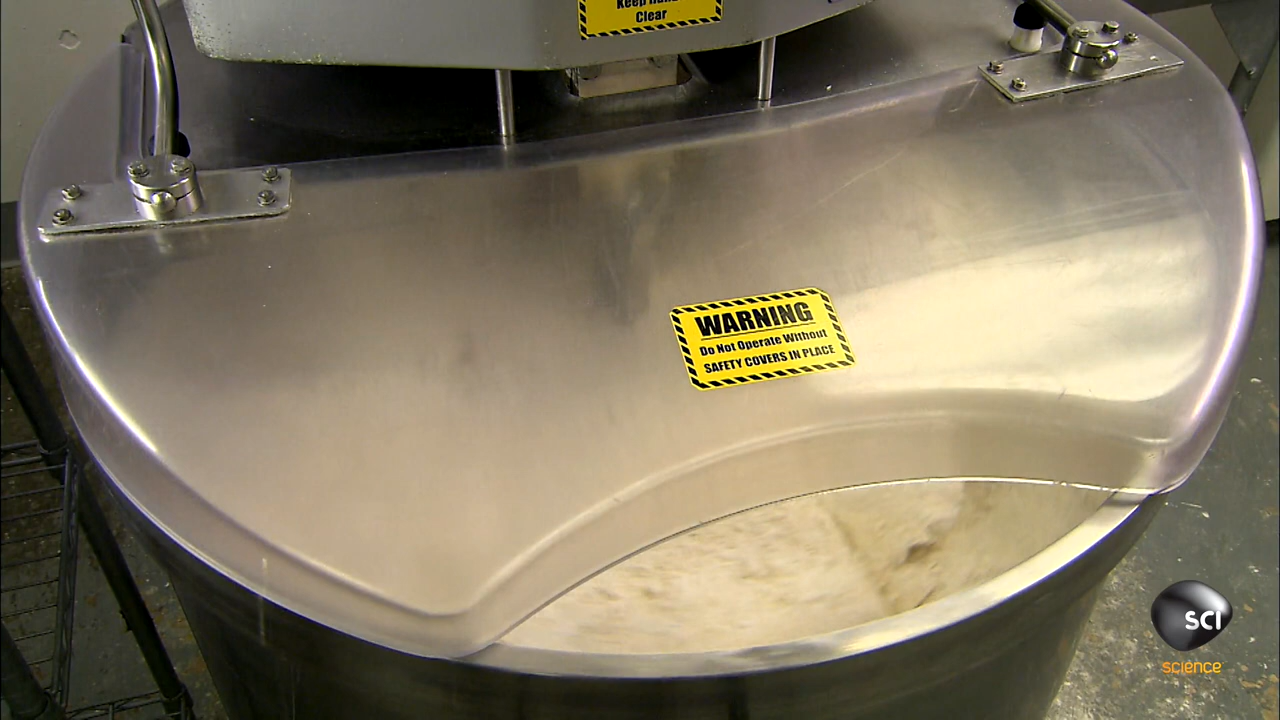 Keep Hands
Clear
WARNING
Do Not Operate Without
SAFETY COVERS IN PLACE
SCI
science